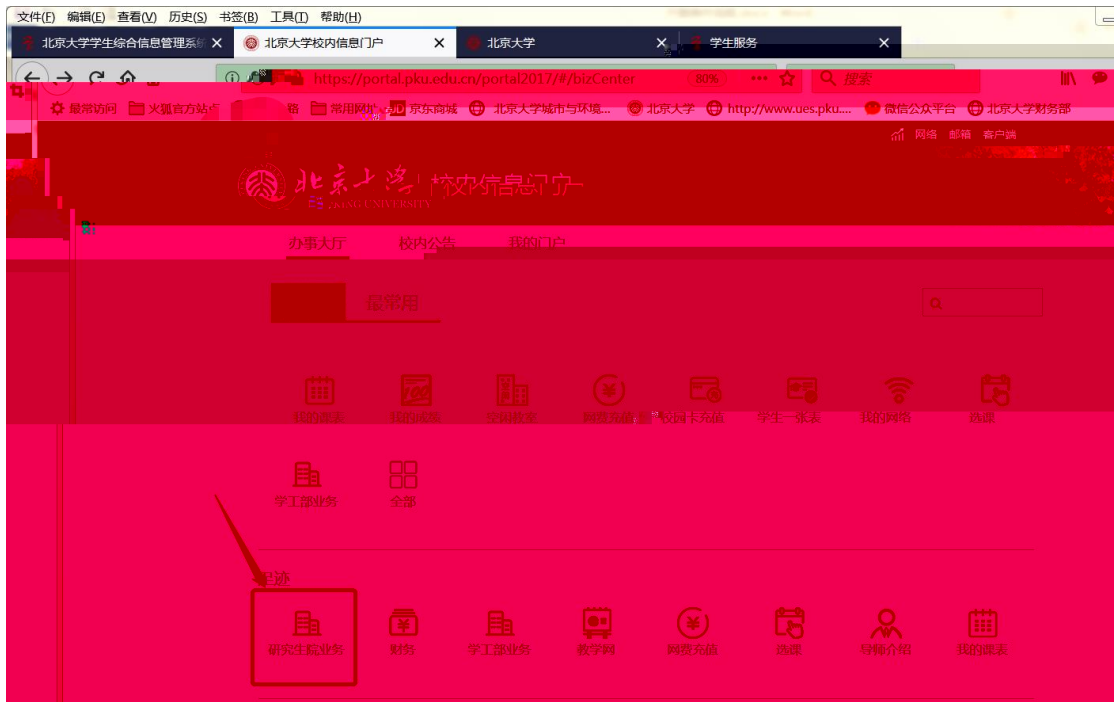 文件(F) 编辑(E) 查看(V) 历史(S) 书签(B) 工具(T) 帮助(H)
北京大学学生综合信息管理系统 北京大学校内信息门户 北京大学 学生服务
https://portal.pku.edu.cn/portal2017/#/bizCenter 80% 搜索
最常访问 火狐官方站点 常用网址 JD 京东商城 北京大学城市与环境... 北京大学 http://www.ues.pku.... 微信公众平台 北京大学财务部
网络 邮箱 客户端
北京大学 校内信息门户
PEKING UNIVERSITY
办事大厅 校内公告 我的门户
最常用
我的课表 我的成绩 空闲教室 网费充值 校园卡充值 学生一张表 我的网络 选课
学工部业务 全部
足迹
研究生院业务 财务 学工部业务 教学网 网费充值 选课 导师介绍 我的课表